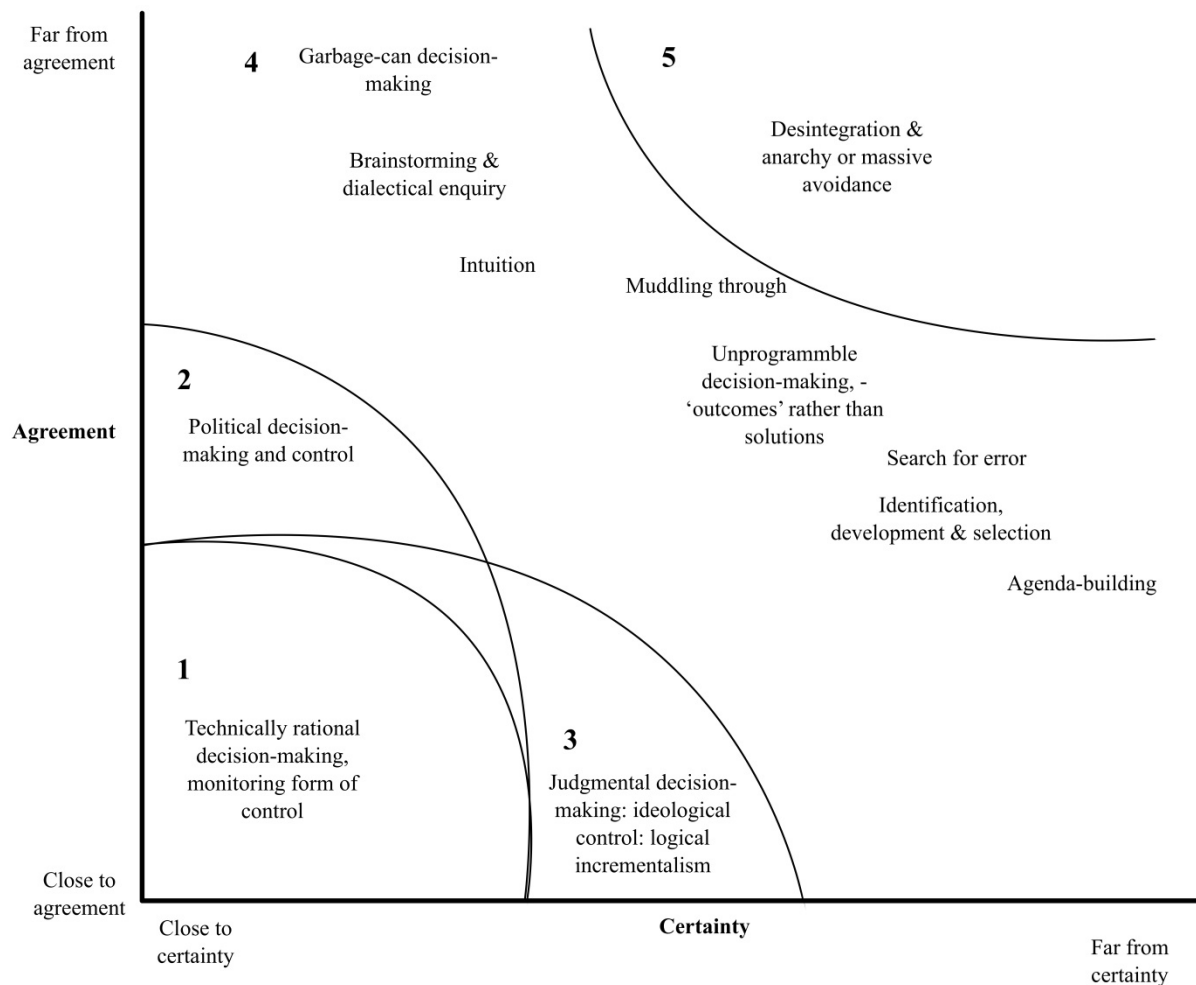 Far from
agreement
4
Garbage-can decision-
making
5
Desintegration &
anarchy or massive
avoidance
Brainstorming &
dialectical enquiry
Intuition
Muddling through
Unprogrammble
decision-making, -
‘outcomes’ rather than
solutions
2
Political decision-
making and control
Agreement
Search for error
Identification,
development & selection
Agenda-building
1
Technically rational
decision-making,
monitoring form of
control
3
Judgmental decision-
making: ideological
control: logical
incrementalism
Close to
agreement
Close to
certainty
Certainty
Far from
certainty